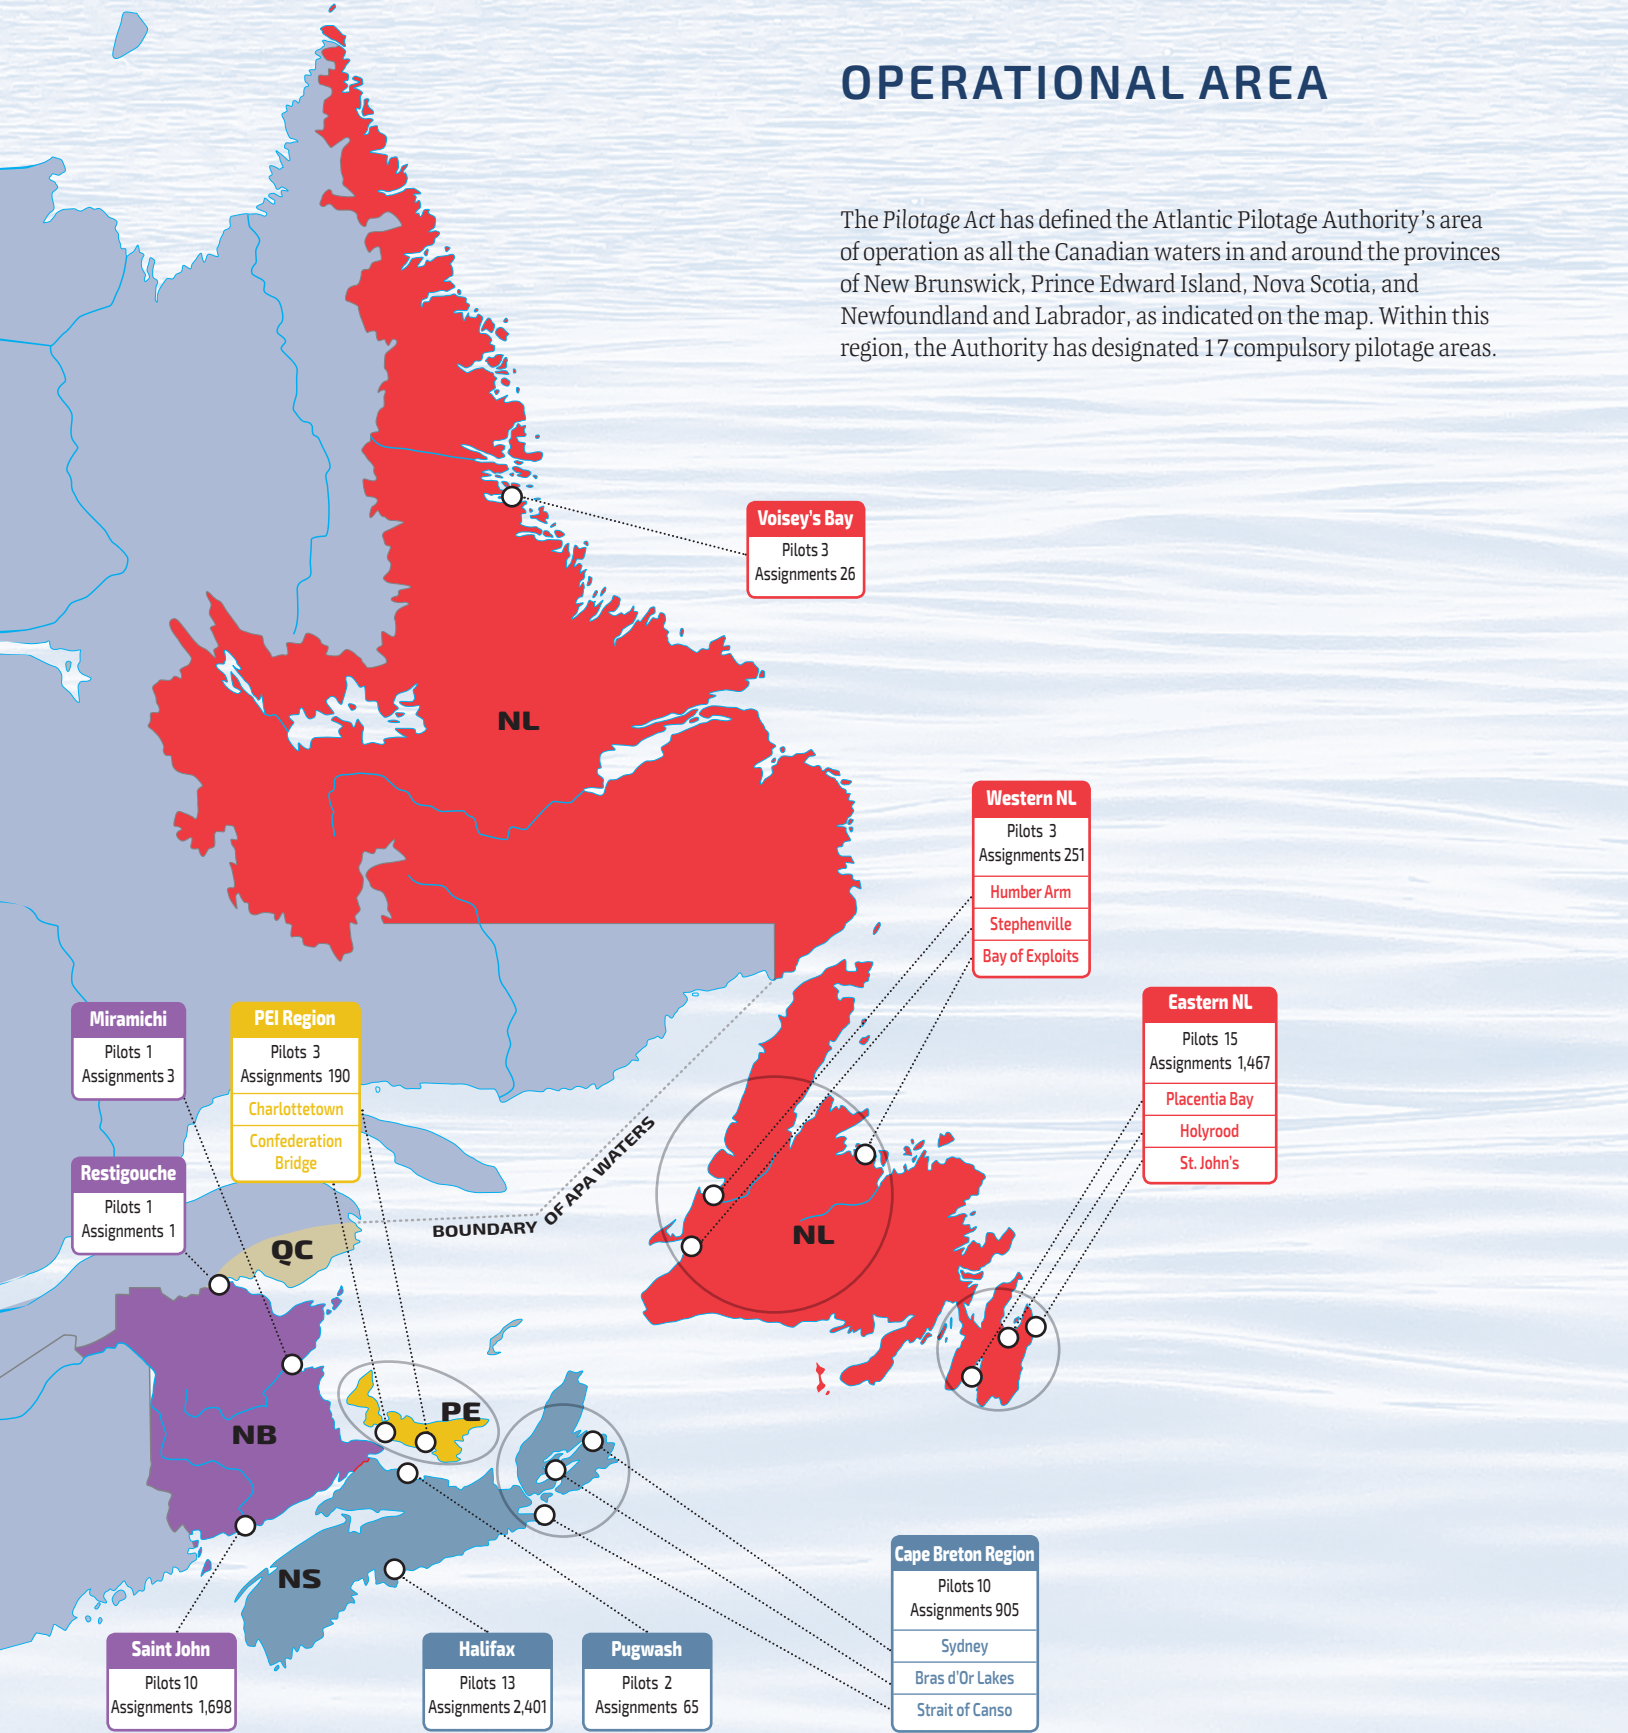 OPERATIONAL AREA
The Pilotage Act has defined the Atlantic Pilotage Authority's area
of operation as all the Canadian waters in and around the provinces
of New Brunswick, Prince Edward Island, Nova Scotia, and
Newfoundland and Labrador, as indicated on the map. Within this
region, the Authority has designated 17 compulsory pilotage areas.
Voisey's Bay
Pilots 3
Assignments 26
NL
Western NL
Pilots 3
Assignments 251
Humber Arm
Stephenville
Bay of Exploits
Eastern NL
Pilots 15
Assignments 1,467
Placentia Bay
Holyrood
St. John's
Miramichi
Pilots 1
Assignments 3
PEI Region
Pilots 3
Assignments 190
Charlottetown
Confederation
Bridge
Restigouche
Pilots 1
Assignments 1
BOUNDARY OF APA WATERS
QC
NL
PE
NB
NS
Cape Breton Region
Pilots 10
Assignments 905
Sydney
Bras d'Or Lakes
Strait of Canso
Saint John
Pilots 10
Assignments 1,698
Halifax
Pilots 13
Assignments 2,401
Pugwash
Pilots 2
Assignments 65